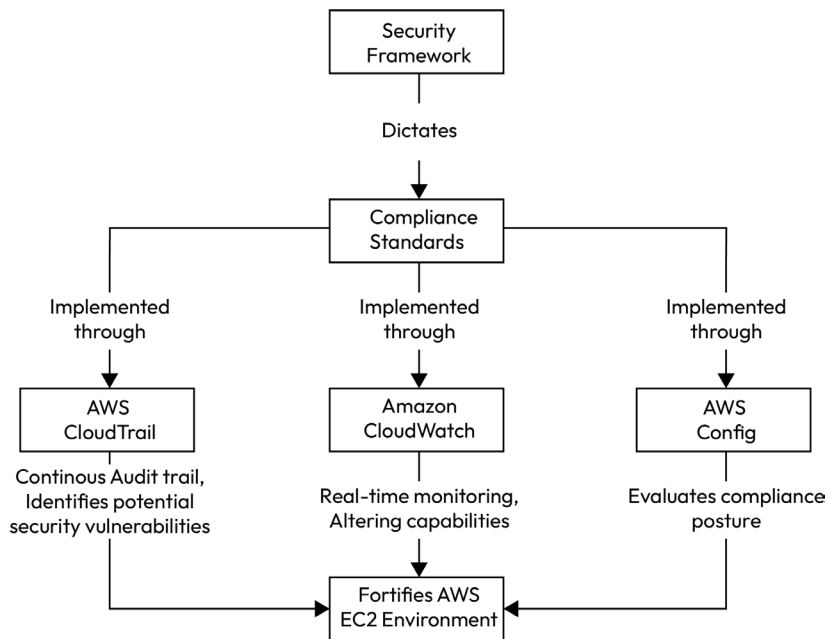 Security
Framework
Dictates
Compliance
Standards
Implemented
through
Implemented
through
Implemented
through
AWS
CloudTrail
Amazon
CloudWatch
AWS
Config
Continous Audit trail,
Identifies potential
security vulnerabilities
Real-time monitoring,
Altering capabilities
Evaluates compliance
posture
Fortifies AWS
EC2 Environment